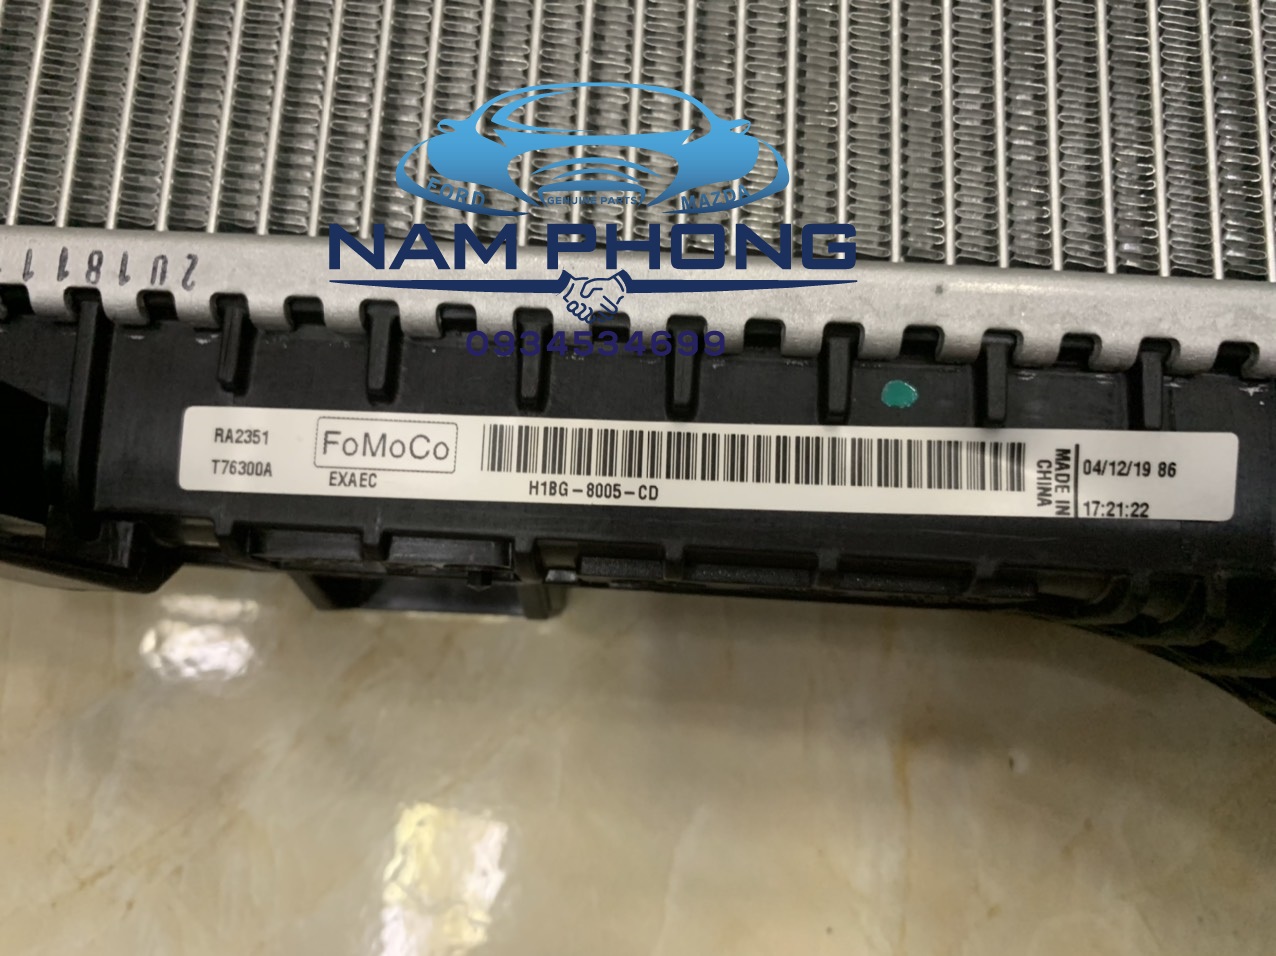 FORD
GENUINE PARTS
MAZDA
NAM PHONG
2U181
0934534699
RA2351
T76300A
FoMoCo
EXAEC
H1BG-8005-CD
MADE IN
CHINA
04/12/19 86
17:21:22